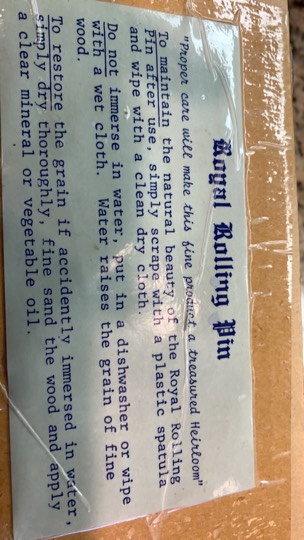 Royal Rolling Pin
"Proper care will make this fine product a treasured Heirloom"
To maintain the natural beauty of the Royal Rolling
Pin after use, simply scrape with a plastic spatula
and wipe with a clean dry cloth.
Do not immerse in water, put in a dishwasher or wipe
with a wet cloth. Water raises the grain of fine
wood.
To restore the grain if accidently immersed in water,
simply dry thoroughly, fine sand the wood and apply
a clear mineral or vegetable oil.